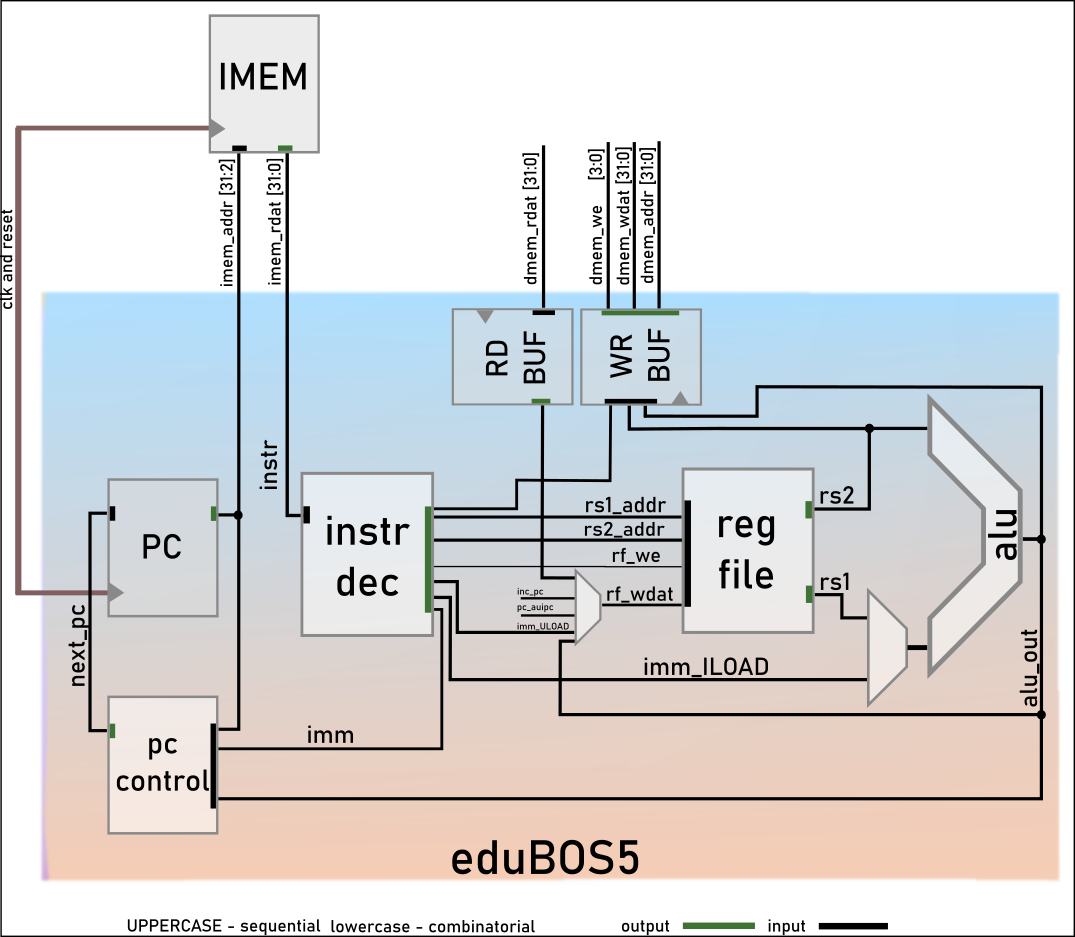 IMEM
clk and reset
imem_addr [31:2]
imem_rdat [31:0]
dmem_rdat [31:0]
dmem_we [3:0]
dmem_wdat [31:0]
dmem_addr [31:0]
RD
BUF
WR
BUF
instr
PC
instr
dec
rs1_addr
rs2_addr
rf_we
inc_pc
pc_auipc
imm_ULOAD
rf_wdat
reg
file
rs2
rs1
alu
next_pc
imm_ILOAD
alu_out
pc
control
imm
eduBOS5
UPPERCASE - sequential lowercase - combinatorial output input